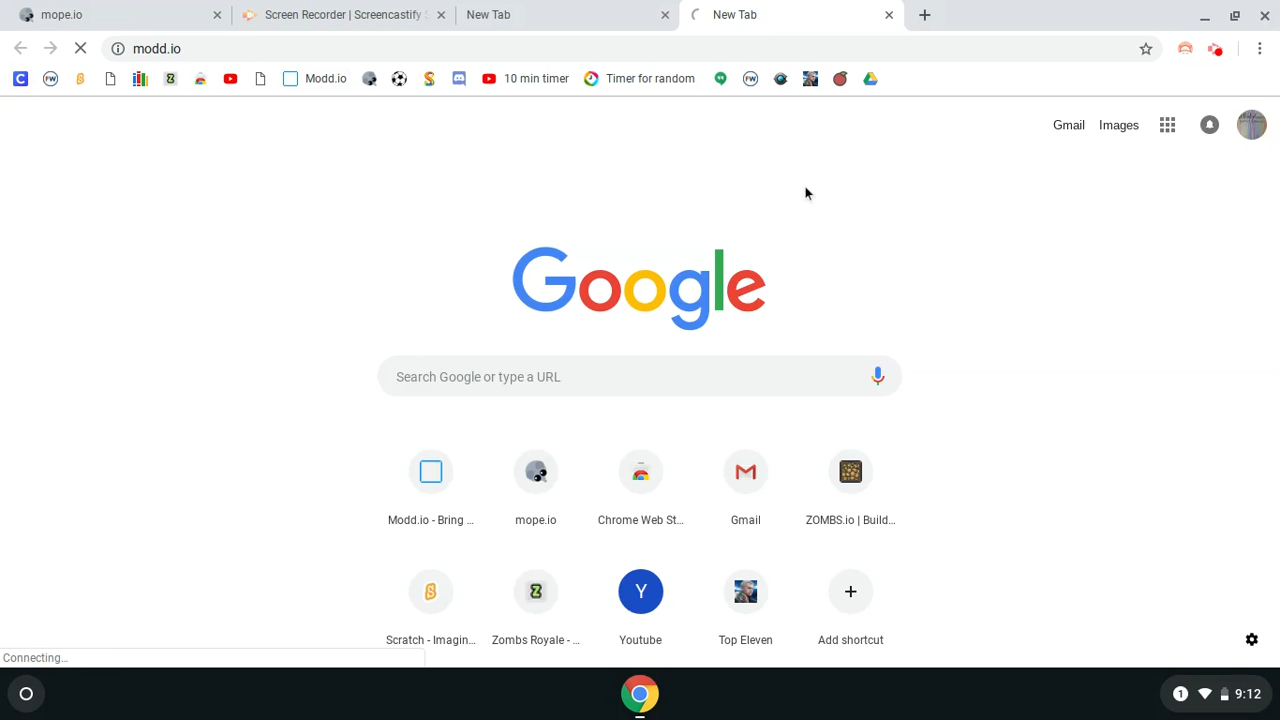 mope.io
Screen Recorder | Screencastify
New Tab
New Tab
modd.io
Modd.io
10 min timer
Timer for random
Gmail
Images
Google
Search Google or type a URL
Modd.io - Bring ...
mope.io
Chrome Web St...
Gmail
ZOMBS.io | Build...
Scratch - Imagin...
Zombs Royale - ...
Y
Youtube
Top Eleven
Add shortcut
Connecting...
1
9:12